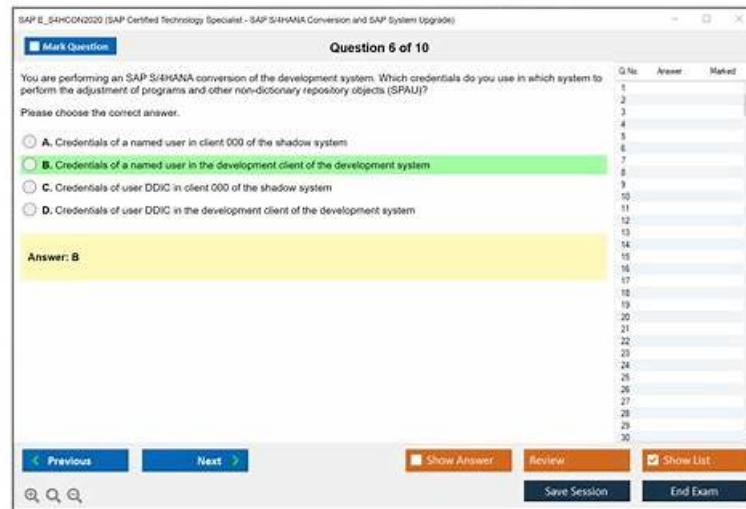 SAP E_S4HCON2020 (SAP Certified Technology Specialist - SAP S/4HANA Conversion and SAP System Upgrade)
Mark Question
Question 6 of 10
You are performing an SAP S/4HANA conversion of the development system. Which credentials do you use in which system to
perform the adjustment of programs and other non-dictionary repository objects (SPAU)?
Please choose the correct answer.
A. Credentials of a named user in client 000 of the shadow system
B. Credentials of a named user in the development client of the development system
C. Credentials of user DDIC in client 000 of the shadow system
D. Credentials of user DDIC in the development client of the development system
Answer: B
Q.No Answer Marked
1
2
3
4
5
6
7
8
9
10
11
12
13
14
15
16
17
18
19
20
21
22
23
24
25
26
27
28
29
30
Previous
Next
Show Answer
Review
Show List
Save Session
End Exam